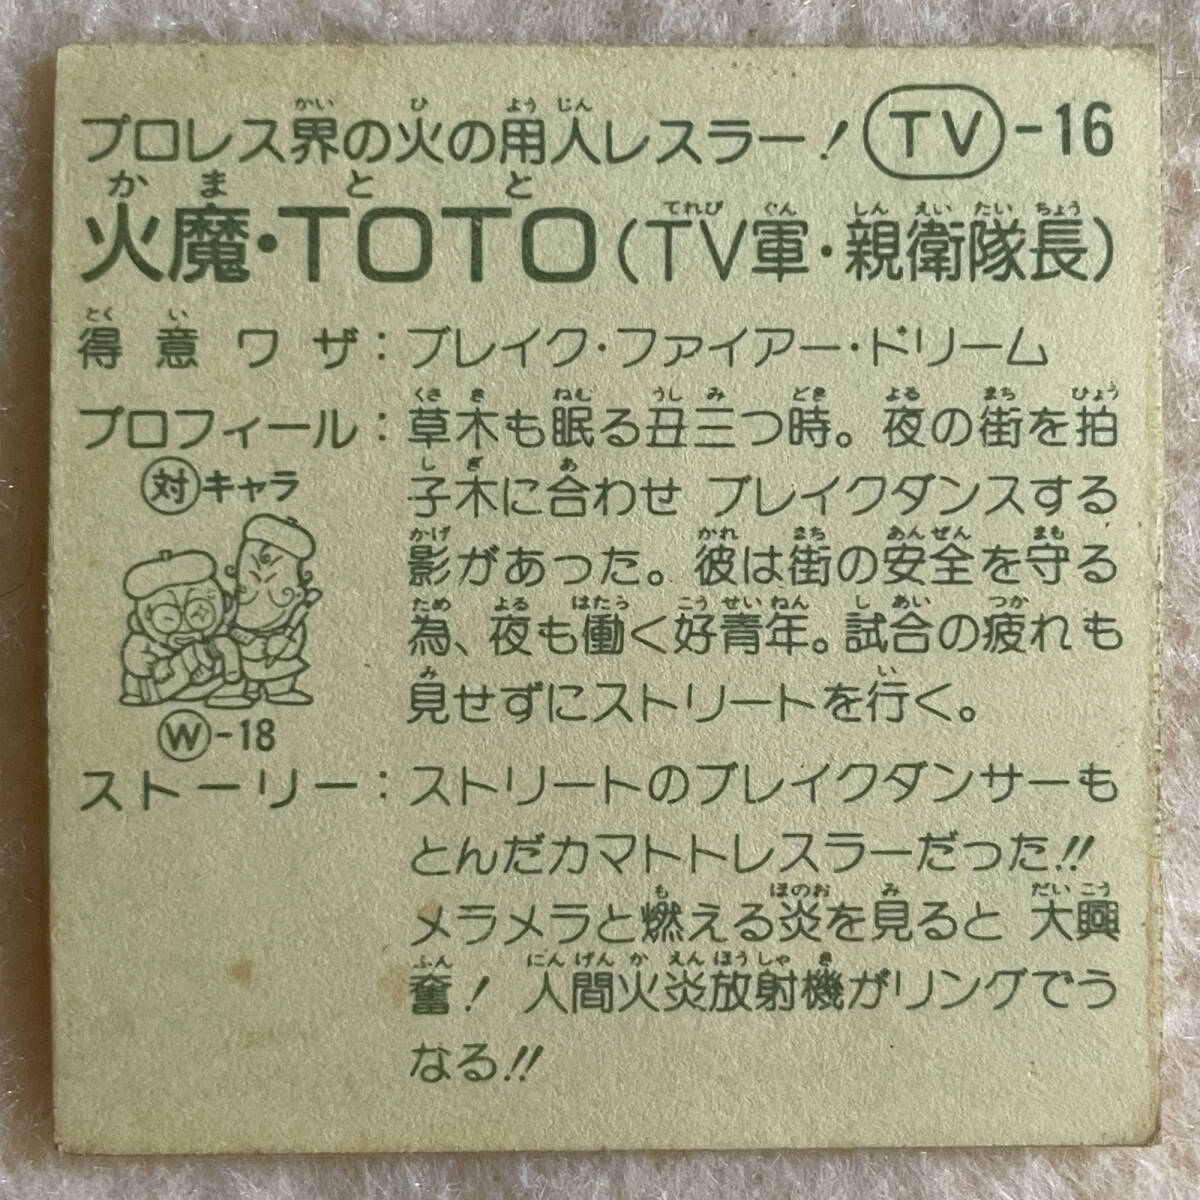 プロレス界の火の用人レスラー! TV-16
火魔・TOTO(TV軍・親衛隊長)
得意ワザ:ブレイク・ファイアー・ドリーム
プロフィール:草木も眠る丑三つ時。夜の街を拍
子木に合わせ ブレイクダンスする
影があった。彼は街の安全を守る
為、夜も働く好青年。試合の疲れも
見せずにストリートを行く。
対キャラ
W-18
ストーリー:ストリートのブレイクダンサーも
とんだカマトトレスラーだった!!
メラメラと燃える炎を見ると 大興
奮! 人間火炎放射機がリングでう
なる!!